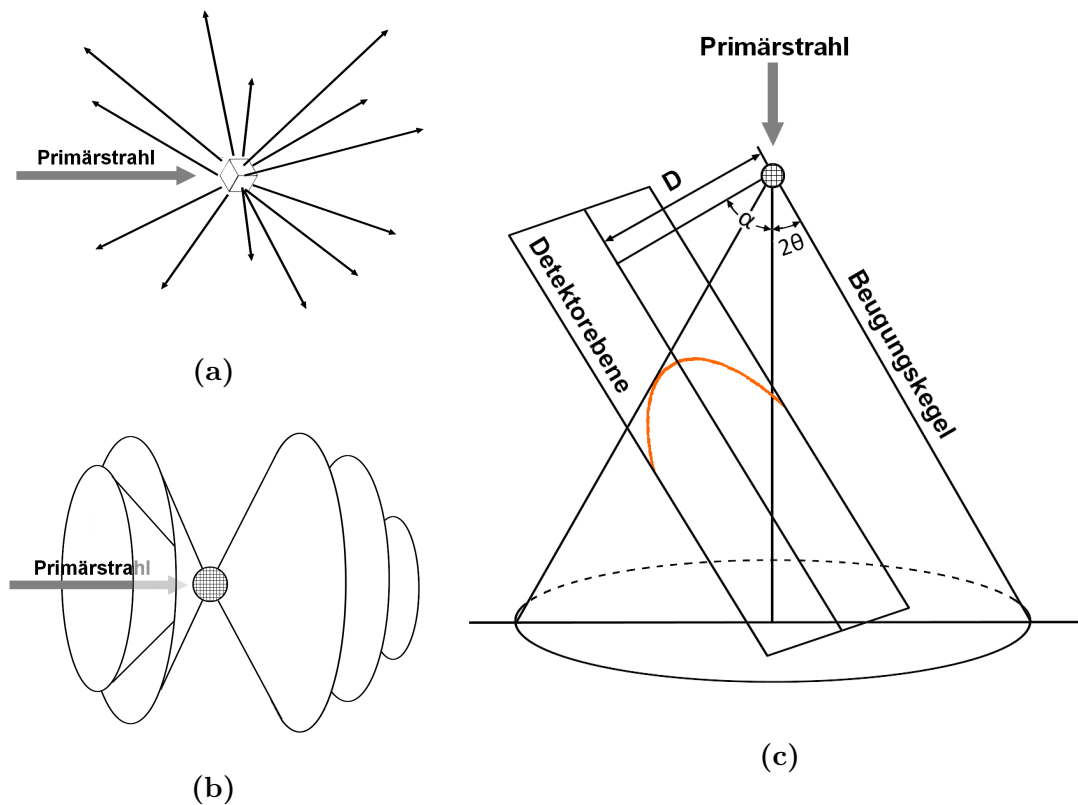 Primärstrahl
(a)
Primärstrahl
(b)
Primärstrahl
D
α
2θ
Detektorebene
Beugungskegel
(c)